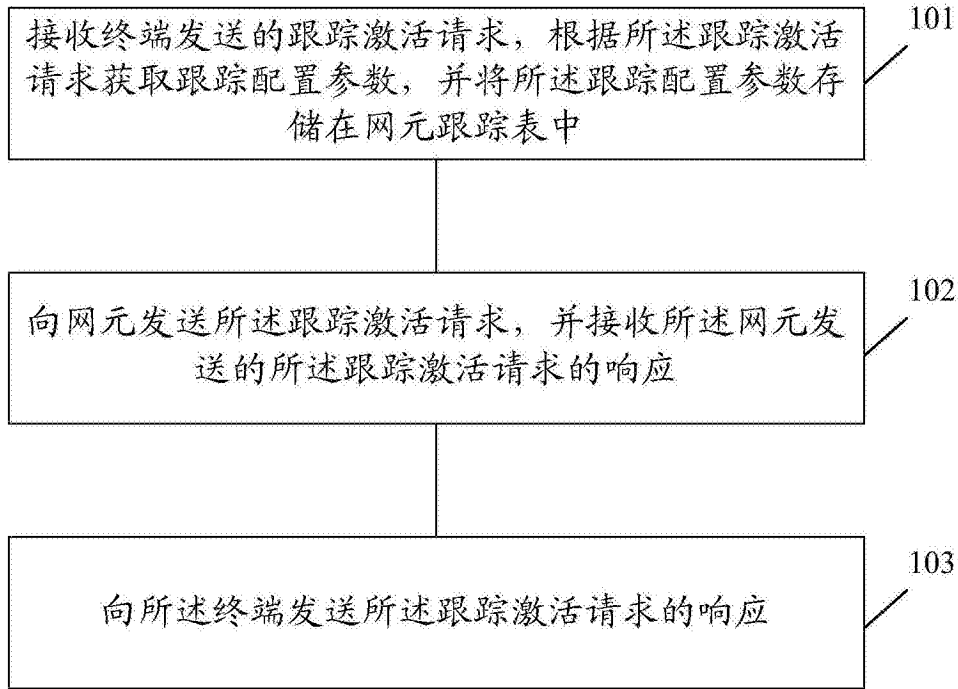 101
接收终端发送的跟踪激活请求，根据所述跟踪激活
请求获取跟踪配置参数，并将所述跟踪配置参数存
储在网元跟踪表中
102
向网元发送所述跟踪激活请求，并接收所述网元发
送的所述跟踪激活请求的响应
103
向所述终端发送所述跟踪激活请求的响应